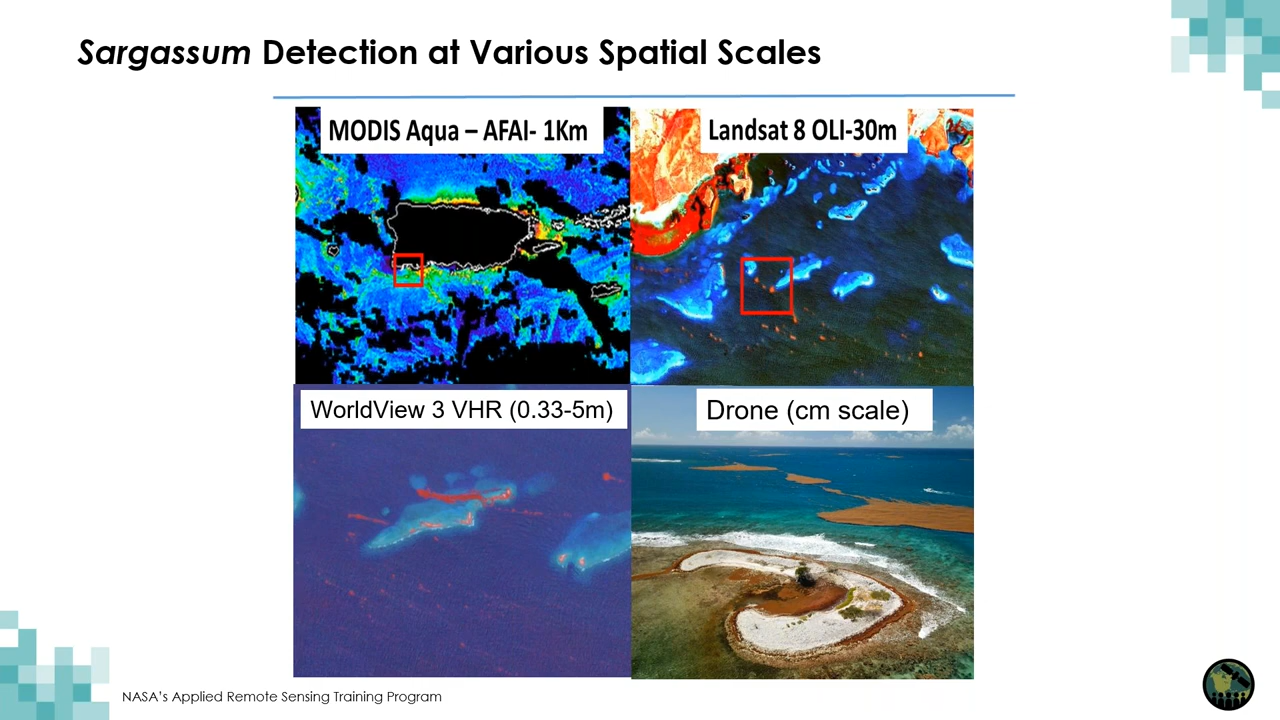 Sargassum Detection at Various Spatial Scales
MODIS Aqua – AFAI- 1Km
Landsat 8 OLI-30m
WorldView 3 VHR (0.33-5m)
Drone (cm scale)
NASA's Applied Remote Sensing Training Program